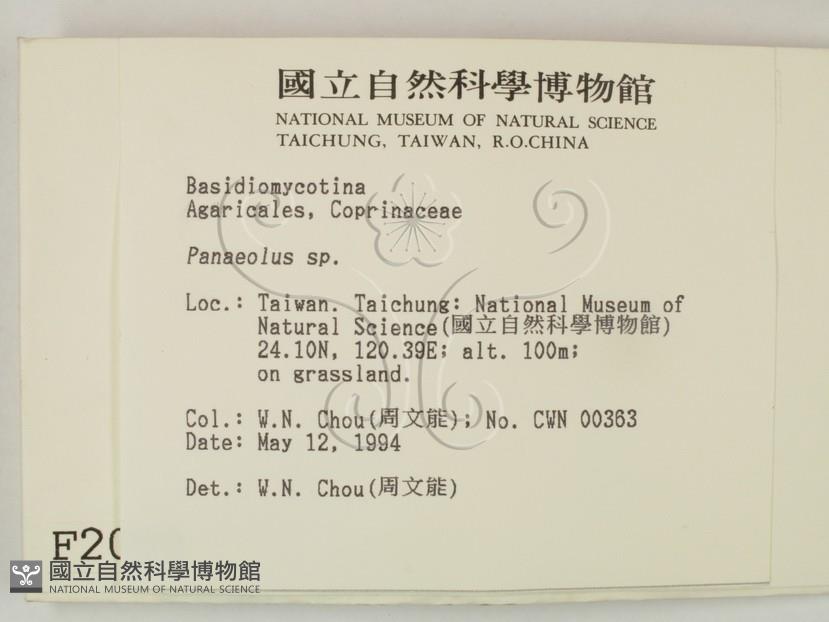 國立自然科學博物館
NATIONAL MUSEUM OF NATURAL SCIENCE
TAICHUNG, TAIWAN, R.O.CHINA
Basidiomycotina
Agaricales, Coprinaceae
Panaeolus sp.
Loc.: Taiwan. Taichung: National Museum of
Natural Science(國立自然科學博物館)
24.10N, 120.39E; alt. 100m;
on grassland.
Col.: W.N. Chou(周文能); No. CWN 00363
Date: May 12, 1994
Det.: W.N. Chou(周文能)
國立自然科學博物館
NATIONAL MUSEUM OF NATURAL SCIENCE